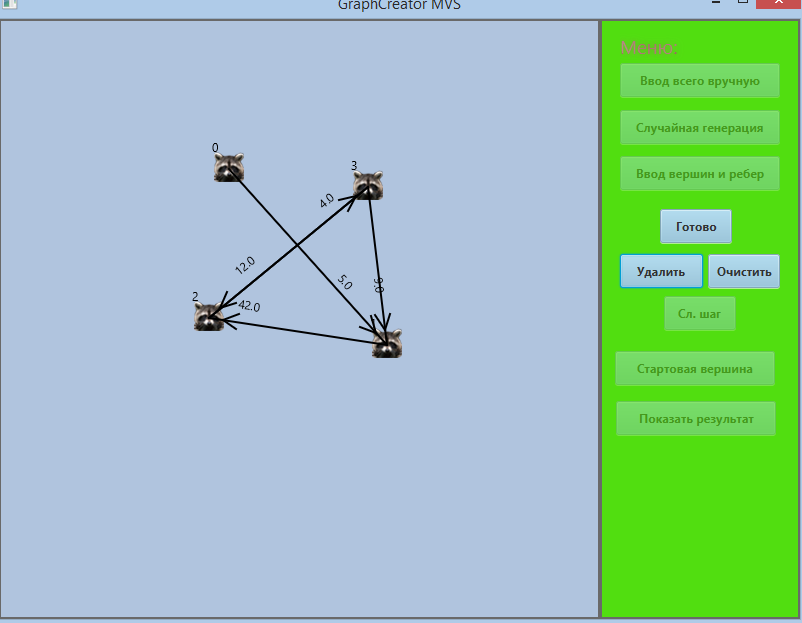 GraphCreator MVS
Меню:
Ввод всего вручную
Случайная генерация
Ввод вершин и ребер
Готово
Удалить
Очистить
Сл. шаг
Стартовая вершина
Показать результат
0
3
4.0
12.0
5.0
9.0
2
42.0